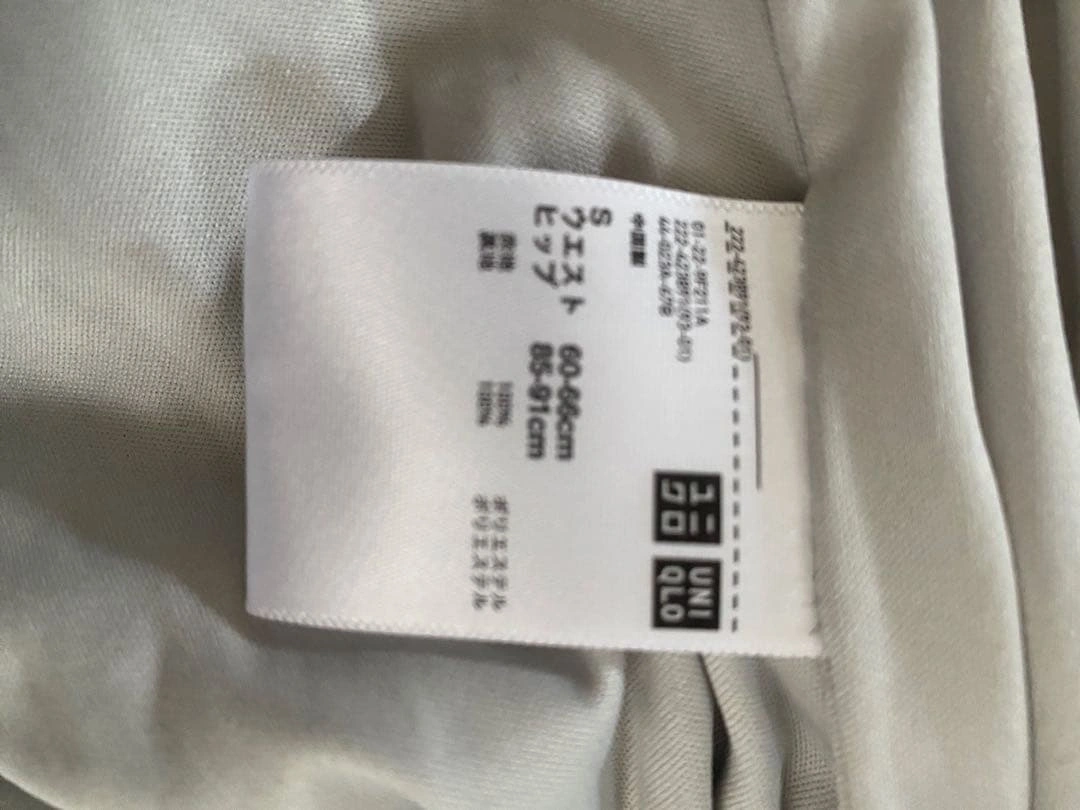 ユニ
クロ
UNI
QLO
中国製
S
ウエスト 60-66cm
ヒップ 85-91cm
表地 100% ポリエステル
裏地 100% ポリエステル